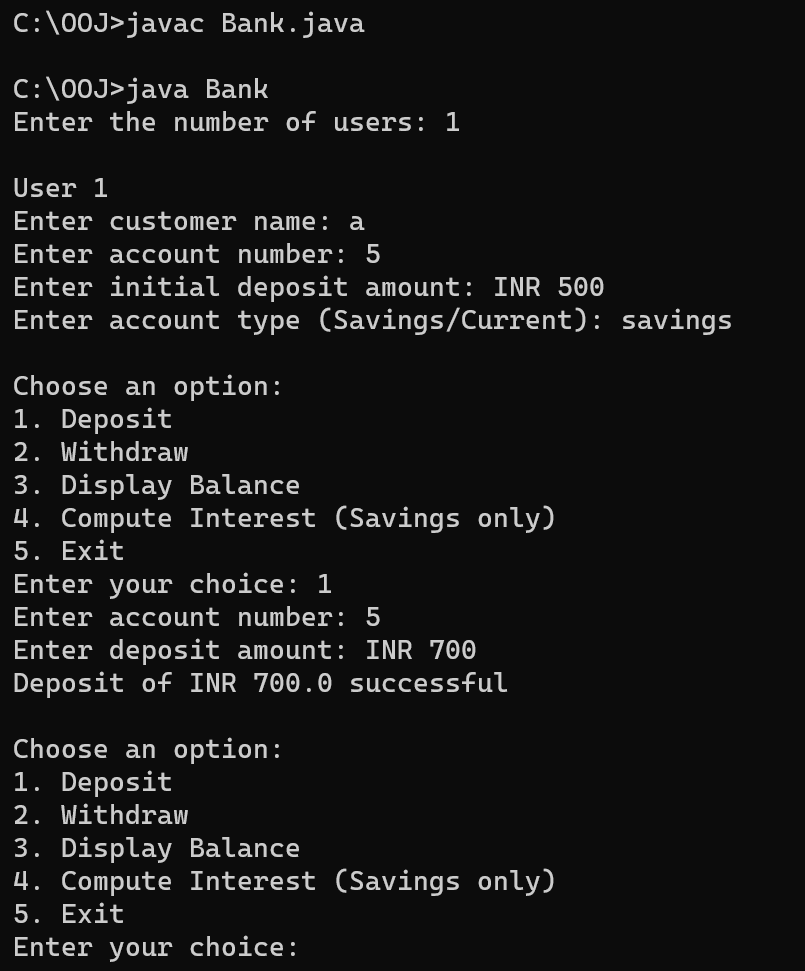 C:\OOJ>javac Bank.java
C:\OOJ>java Bank
Enter the number of users: 1
User 1
Enter customer name: a
Enter account number: 5
Enter initial deposit amount: INR 500
Enter account type (Savings/Current): savings
Choose an option:
1. Deposit
2. Withdraw
3. Display Balance
4. Compute Interest (Savings only)
5. Exit
Enter your choice: 1
Enter account number: 5
Enter deposit amount: INR 700
Deposit of INR 700.0 successful
Choose an option:
1. Deposit
2. Withdraw
3. Display Balance
4. Compute Interest (Savings only)
5. Exit
Enter your choice: